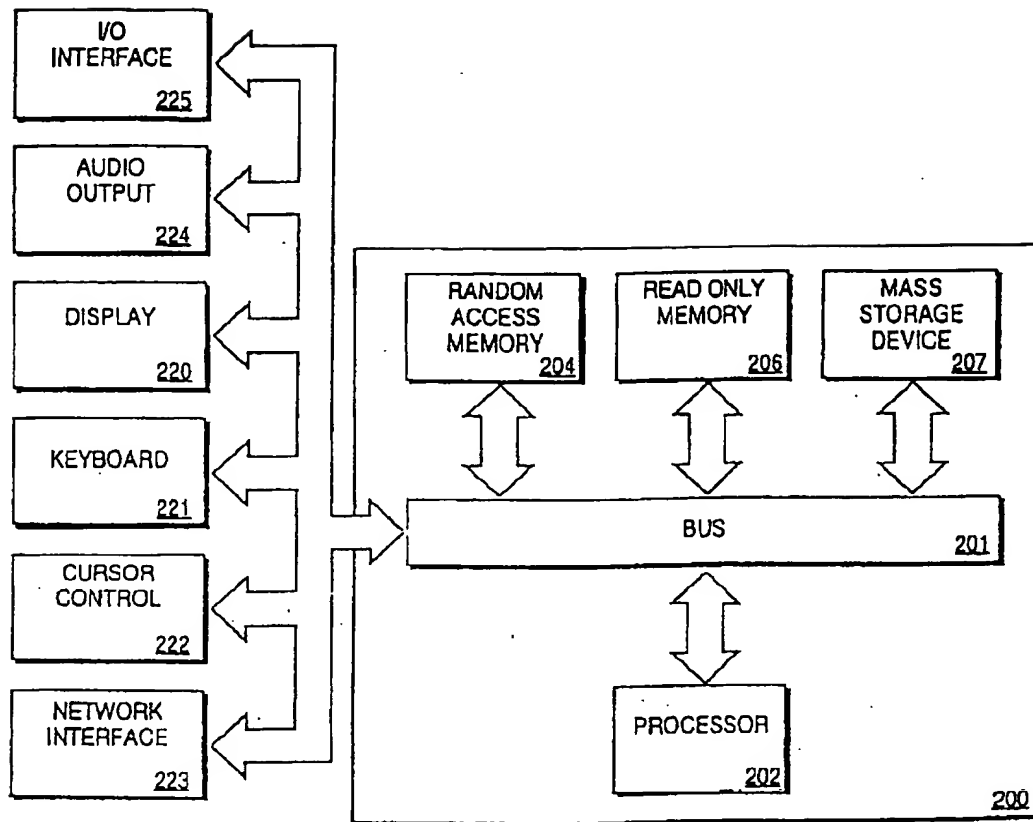 I/O
INTERFACE
225
AUDIO
OUTPUT
224
DISPLAY
220
KEYBOARD
221
CURSOR
CONTROL
222
NETWORK
INTERFACE
223
RANDOM
ACCESS
MEMORY
204
READ ONLY
MEMORY
206
MASS
STORAGE
DEVICE
207
BUS
201
PROCESSOR
202
200